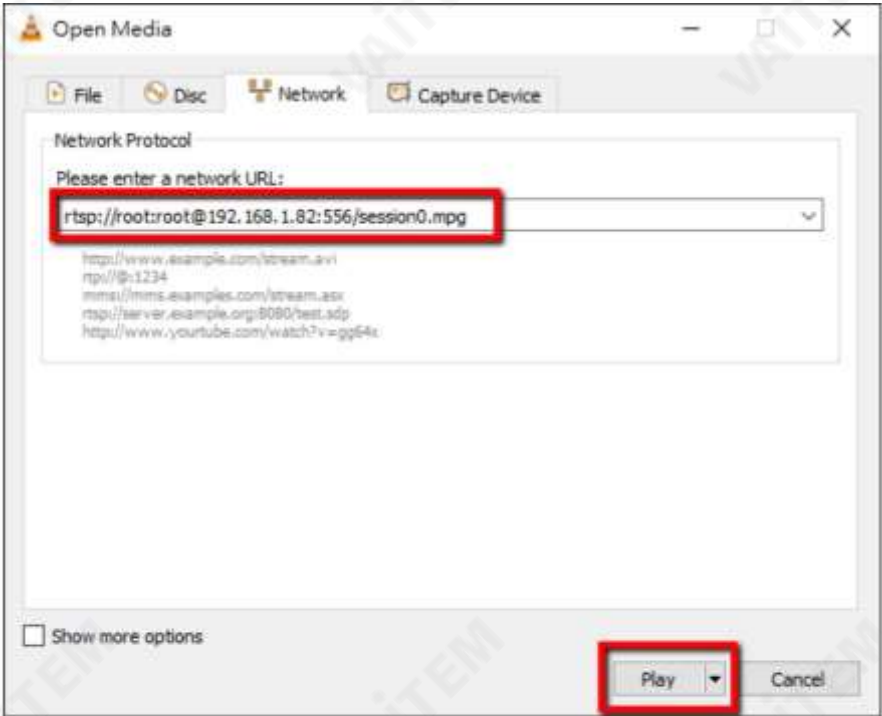 Open Media
File Disc Network Capture Device
Network Protocol
Please enter a network URL:
rtsp://root:root@192.168.1.82:556/session0.mpg
http://www.example.com/stream.avi
rtp://@:1234
mms://mms.examples.com/stream.asx
rtsp://server.example.org:8080/test.sdp
http://www.yourtube.com/watch?v=gg64x
Show more options
Play Cancel
VAiTEM